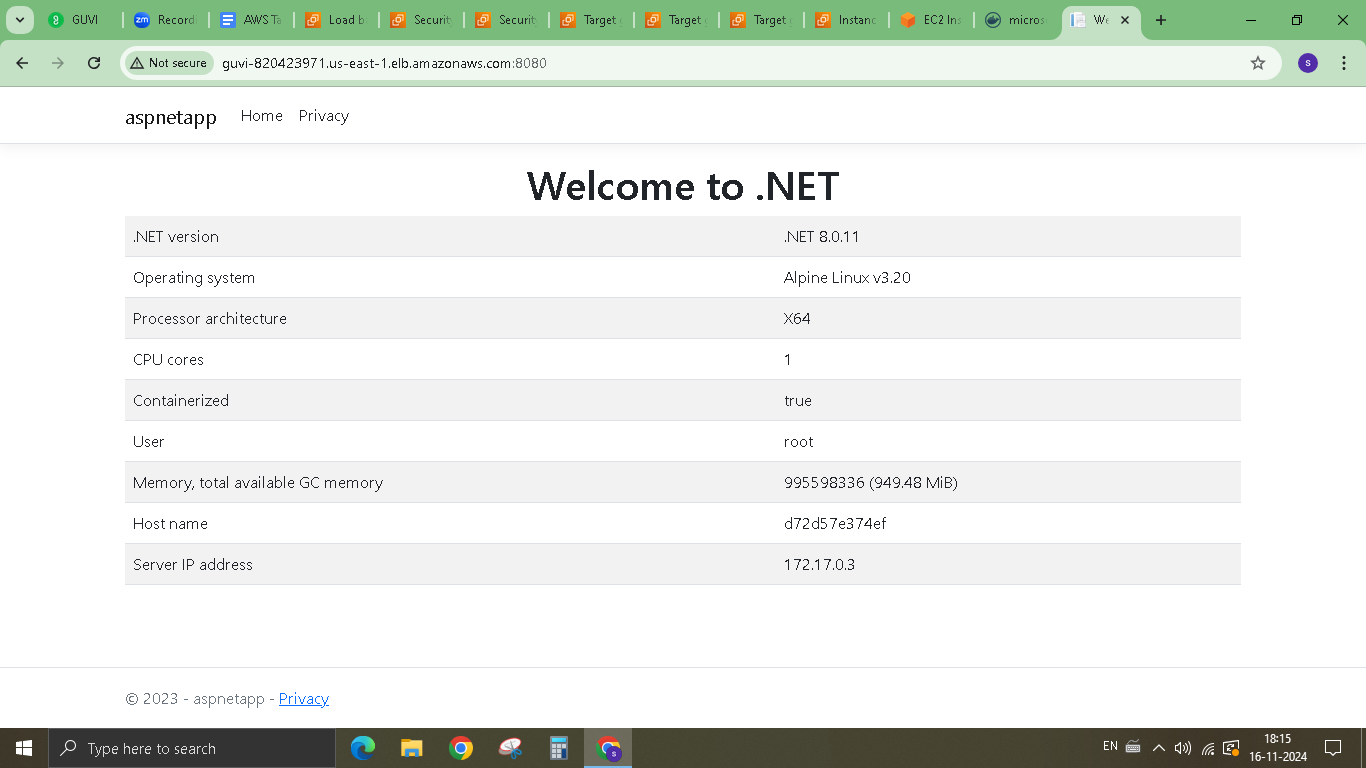 GUVI
Record
AWS Ta
Load b
Securit
Securit
Target
Target
Target
Instanc
EC2 Ins
micros
We
Not secure
guvi-820423971.us-east-1.elb.amazonaws.com:8080
s
aspnetapp Home Privacy
Welcome to .NET
.NET version .NET 8.0.11
Operating system Alpine Linux v3.20
Processor architecture X64
CPU cores 1
Containerized true
User root
Memory, total available GC memory 995598336 (949.48 MiB)
Host name d72d57e374ef
Server IP address 172.17.0.3
© 2023 - aspnetapp - Privacy
Type here to search
EN
18:15
16-11-2024